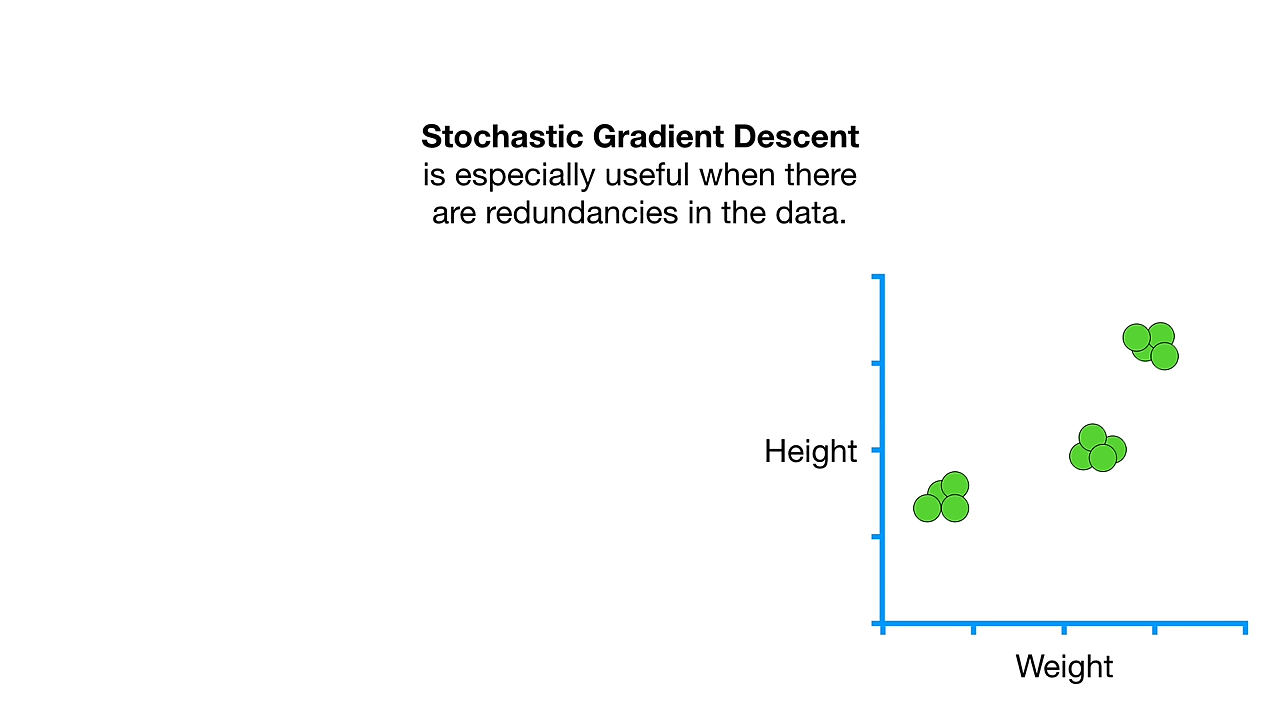 Stochastic Gradient Descent
is especially useful when there
are redundancies in the data.
Height
Weight